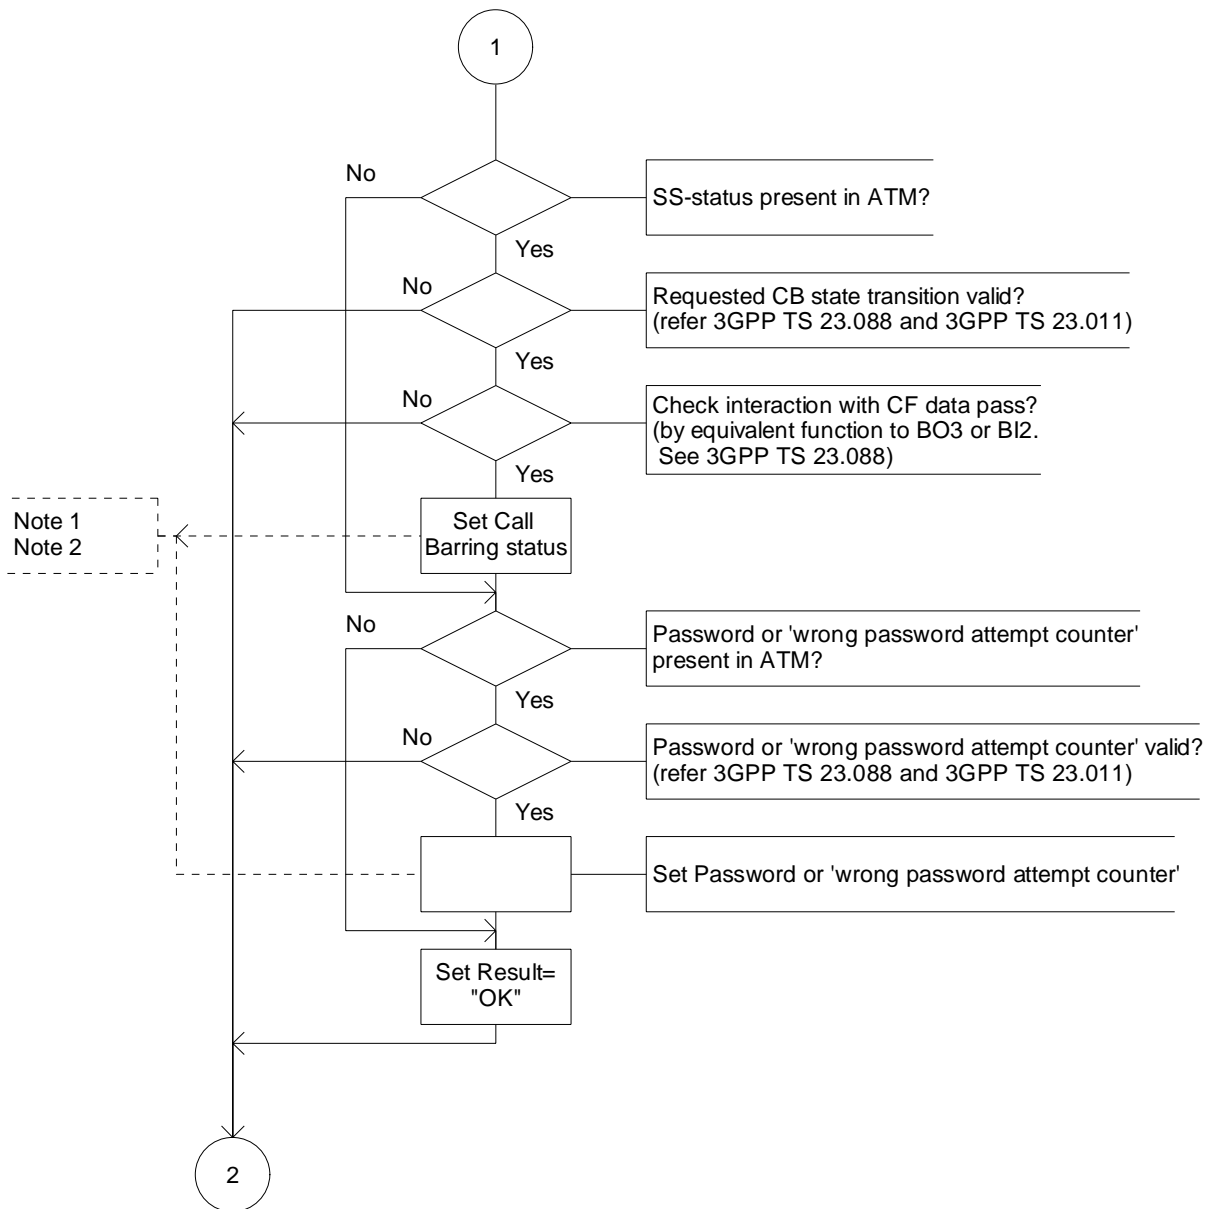 1
No
SS-status present in ATM?
Yes
No
Requested CB state transition valid?
(refer 3GPP TS 23.088 and 3GPP TS 23.011)
Yes
No
Check interaction with CF data pass?
(by equivalent function to BO3 or BI2.
See 3GPP TS 23.088)
Yes
Note 1
Note 2
Set Call
Barring status
No
Password or 'wrong password attempt counter'
present in ATM?
Yes
No
Password or 'wrong password attempt counter' valid?
(refer 3GPP TS 23.088 and 3GPP TS 23.011)
Yes
Set Password or 'wrong password attempt counter'
Set Result=
"OK"
2